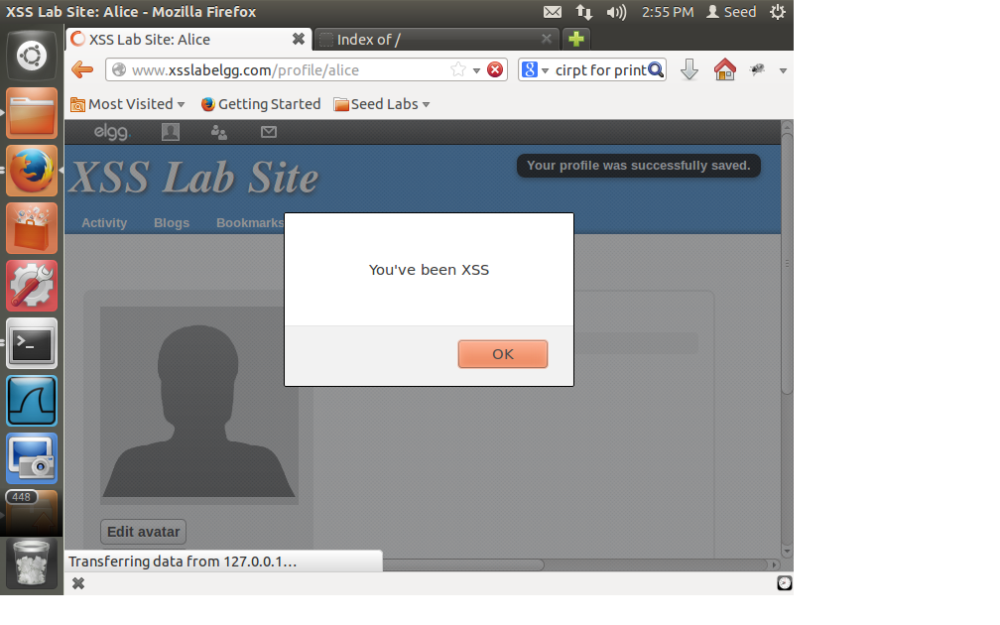 XSS Lab Site: Alice - Mozilla Firefox
2:55 PM Seed
XSS Lab Site: Alice
Index of /
www.xsslabelgg.com/profile/alice
8 cirpt for print
Most Visited
Getting Started
Seed Labs
elgg.
XSS Lab Site
Your profile was successfully saved.
Activity
Blogs
Bookmarks
You've been XSS
OK
Edit avatar
448
Transferring data from 127.0.0.1...